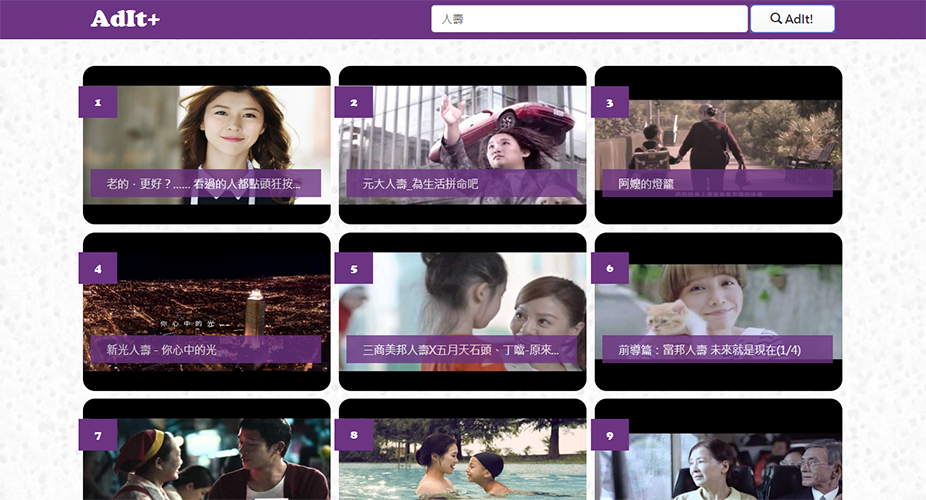 AdIt+
人壽
AdIt!
1
老的．更好？...... 看過的人都點頭狂按...
2
元大人壽_為生活拼命吧
3
阿嬤的燈籠
4
你心中的光
新光人壽 - 你心中的光
5
三商美邦人壽X五月天石頭、丁噹-原來...
6
前導篇：富邦人壽 未來就是現在(1/4)
7
8
9